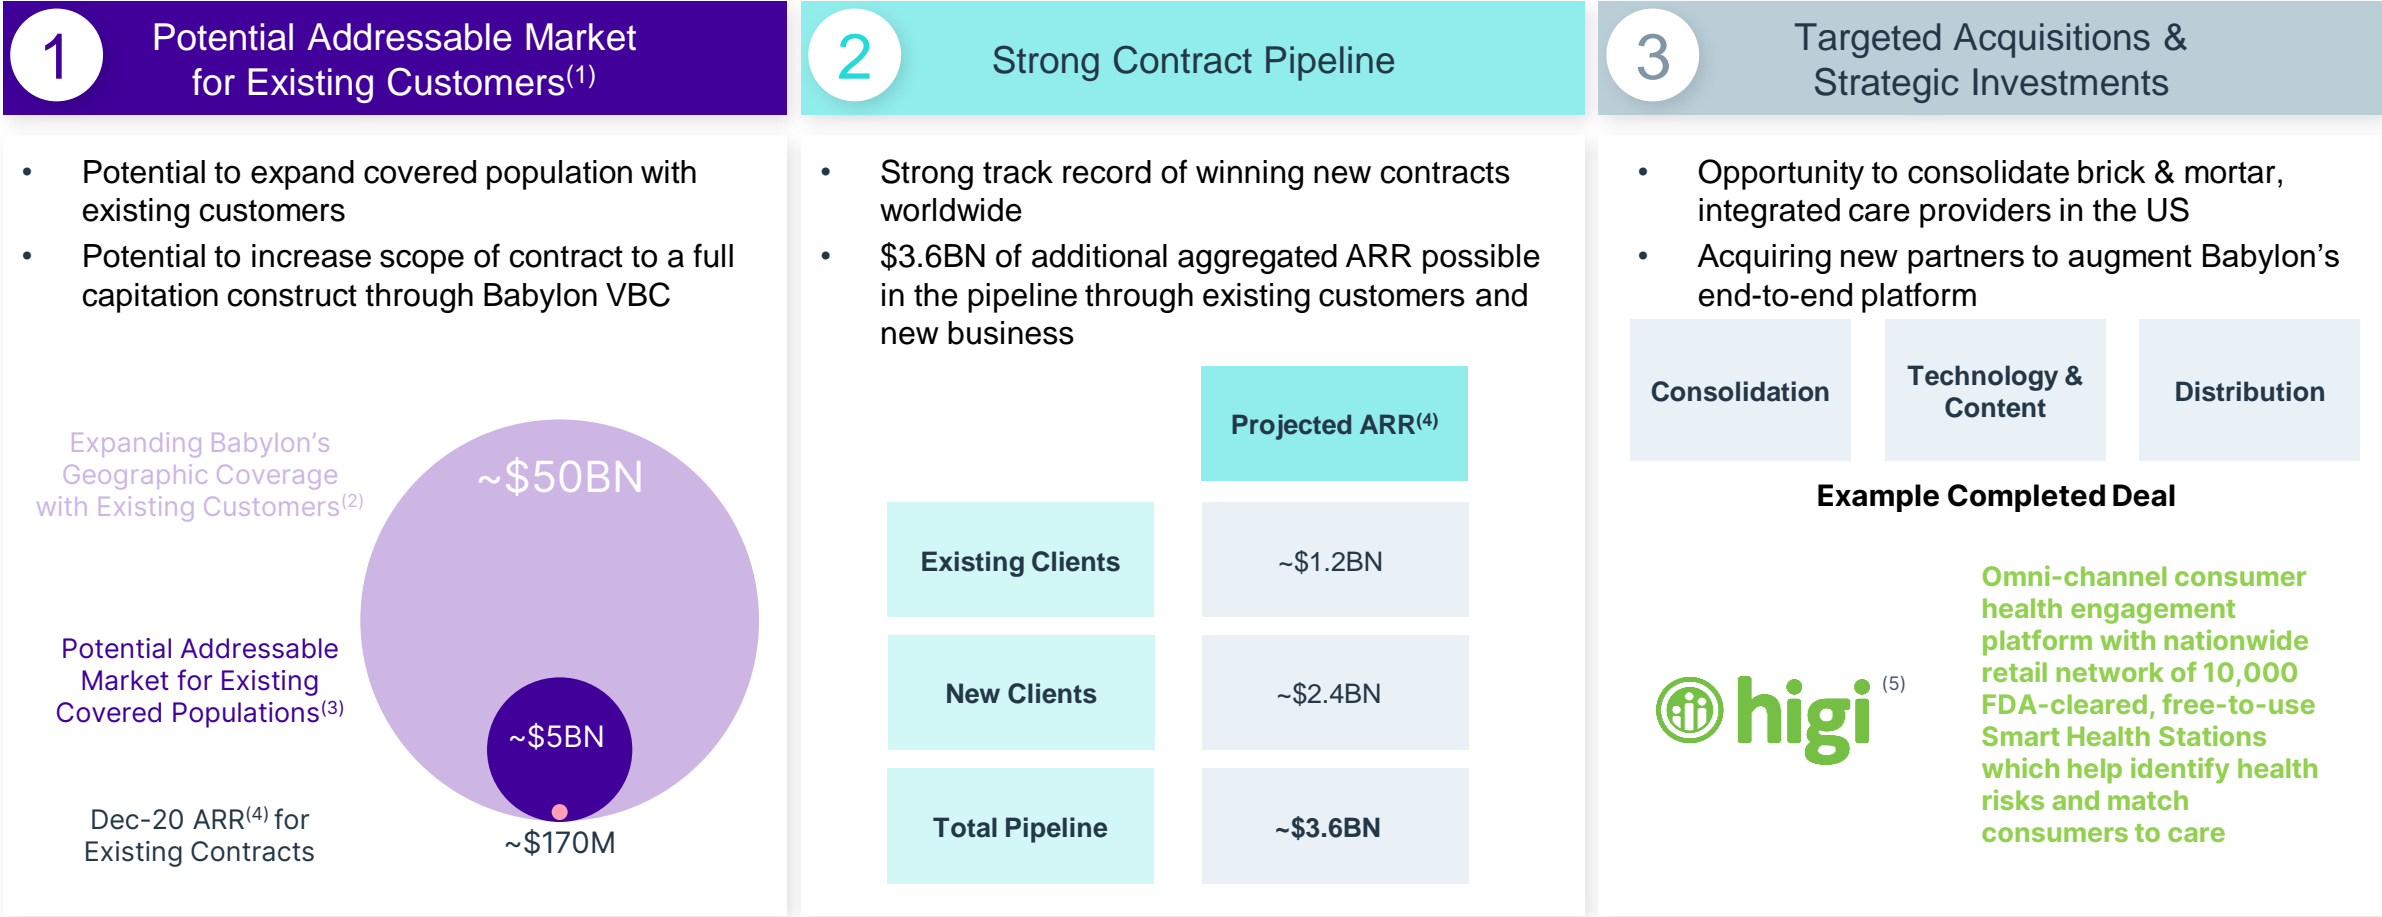 1
Potential Addressable Market
for Existing Customers(1)
• Potential to expand covered population with
existing customers
• Potential to increase scope of contract to a full
capitation construct through Babylon VBC
Expanding Babylon’s
Geographic Coverage
with Existing Customers(2)
~$50BN
Potential Addressable
Market for Existing
Covered Populations(3)
~$5BN
Dec-20 ARR(4) for
Existing Contracts
~$170M
2
Strong Contract Pipeline
• Strong track record of winning new contracts
worldwide
• $3.6BN of additional aggregated ARR possible
in the pipeline through existing customers and
new business
Projected ARR(4)
Existing Clients ~$1.2BN
New Clients ~$2.4BN
Total Pipeline ~$3.6BN
3
Targeted Acquisitions &
Strategic Investments
• Opportunity to consolidate brick & mortar,
integrated care providers in the US
• Acquiring new partners to augment Babylon’s
end-to-end platform
Consolidation
Technology &
Content
Distribution
Example Completed Deal
higi (5)
Omni-channel consumer
health engagement
platform with nationwide
retail network of 10,000
FDA-cleared, free-to-use
Smart Health Stations
which help identify health
risks and match
consumers to care